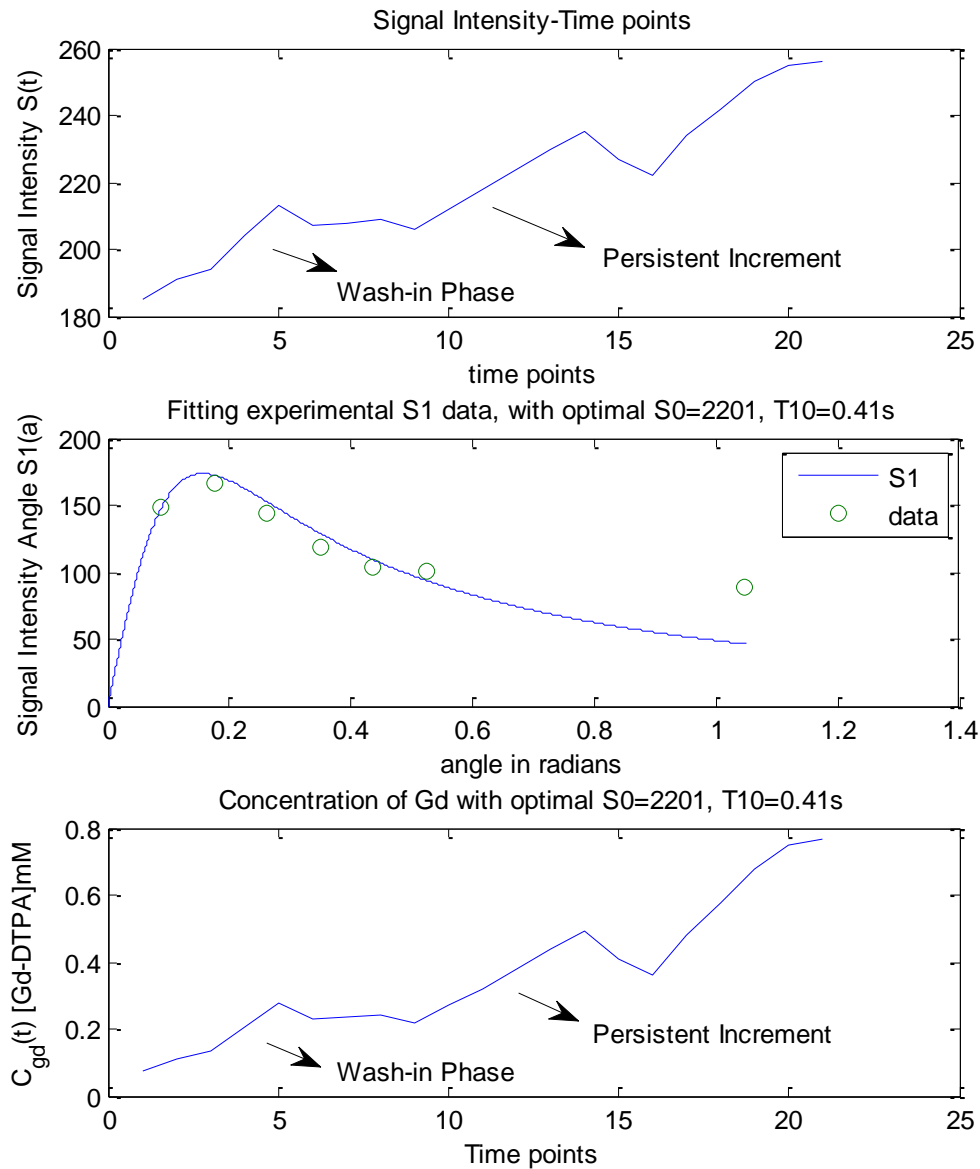 Signal Intensity-Time points
Signal Intensity S(t)
260
240
220
200
180
Wash-in Phase
Persistent Increment
0 5 10 15 20 25
time points
Fitting experimental S1 data, with optimal S0=2201, T10=0.41s
Signal Intensity Angle S1(a)
200
150
100
50
0
S1
data
0 0.2 0.4 0.6 0.8 1 1.2 1.4
angle in radians
Concentration of Gd with optimal S0=2201, T10=0.41s
C_gd(t) [Gd-DTPA]mM
0.8
0.6
0.4
0.2
0
Persistent Increment
Wash-in Phase
0 5 10 15 20 25
Time points